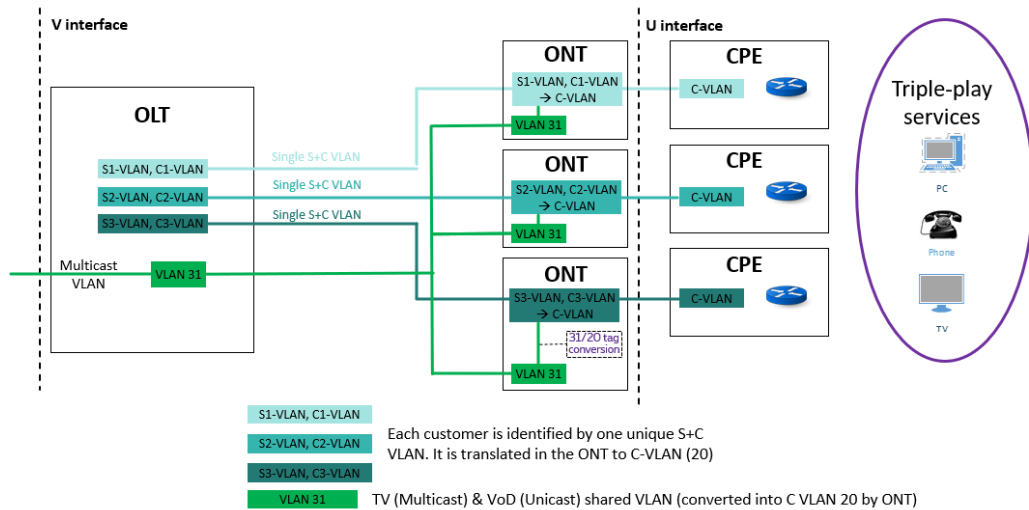 V interface
U interface
OLT
S1-VLAN, C1-VLAN
S2-VLAN, C2-VLAN
S3-VLAN, C3-VLAN
Multicast
VLAN
VLAN 31
Single S+C VLAN
Single S+C VLAN
Single S+C VLAN
ONT
S1-VLAN, C1-VLAN
→ C-VLAN
VLAN 31
ONT
S2-VLAN, C2-VLAN
→ C-VLAN
VLAN 31
ONT
S3-VLAN, C3-VLAN
→ C-VLAN
31/20 tag
conversion
VLAN 31
CPE
C-VLAN
CPE
C-VLAN
CPE
C-VLAN
Triple-play
services
PC
Phone
TV
S1-VLAN, C1-VLAN
S2-VLAN, C2-VLAN
S3-VLAN, C3-VLAN
Each customer is identified by one unique S+C
VLAN. It is translated in the ONT to C-VLAN (20)
VLAN 31
TV (Multicast) & VoD (Unicast) shared VLAN (converted into C VLAN 20 by ONT)